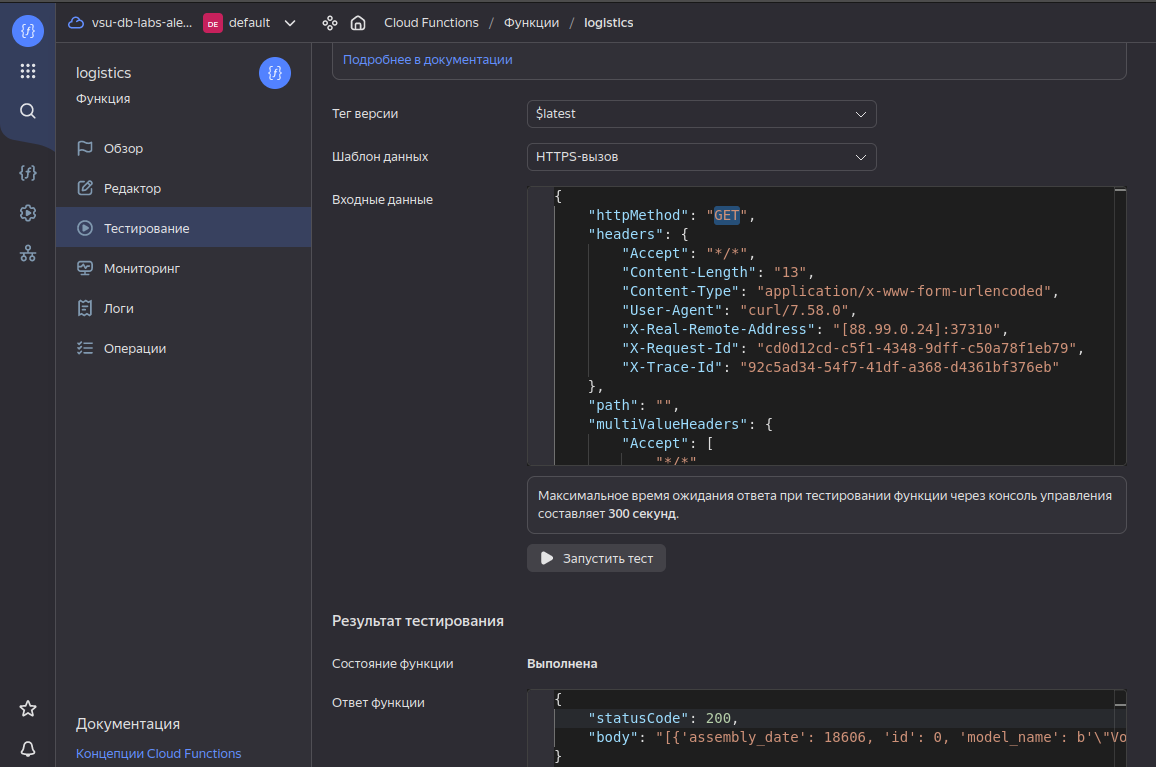 vsu-db-labs-ale...
DE
default
Cloud Functions / Функции / logistics
logistics
Функция
Обзор
Редактор
Тестирование
Мониторинг
Логи
Операции
Документация
Концепции Cloud Functions
Подробнее в документации
Тег версии
$latest
Шаблон данных
HTTPS-вызов
Входные данные
{
"httpMethod": "GET",
"headers": {
"Accept": "*/*",
"Content-Length": "13",
"Content-Type": "application/x-www-form-urlencoded",
"User-Agent": "curl/7.58.0",
"X-Real-Remote-Address": "[88.99.0.24]:37310",
"X-Request-Id": "cd0d12cd-c5f1-4348-9dff-c50a78f1eb79",
"X-Trace-Id": "92c5ad34-54f7-41df-a368-d4361bf376eb"
},
"path": "",
"multiValueHeaders": {
"Accept": [
"*/*"
Максимальное время ожидания ответа при тестировании функции через консоль управления
составляет 300 секунд.
Запустить тест
Результат тестирования
Состояние функции
Выполнена
Ответ функции
{
"statusCode": 200,
"body": "[{'assembly_date': 18606, 'id': 0, 'model_name': b'\"Vo
}